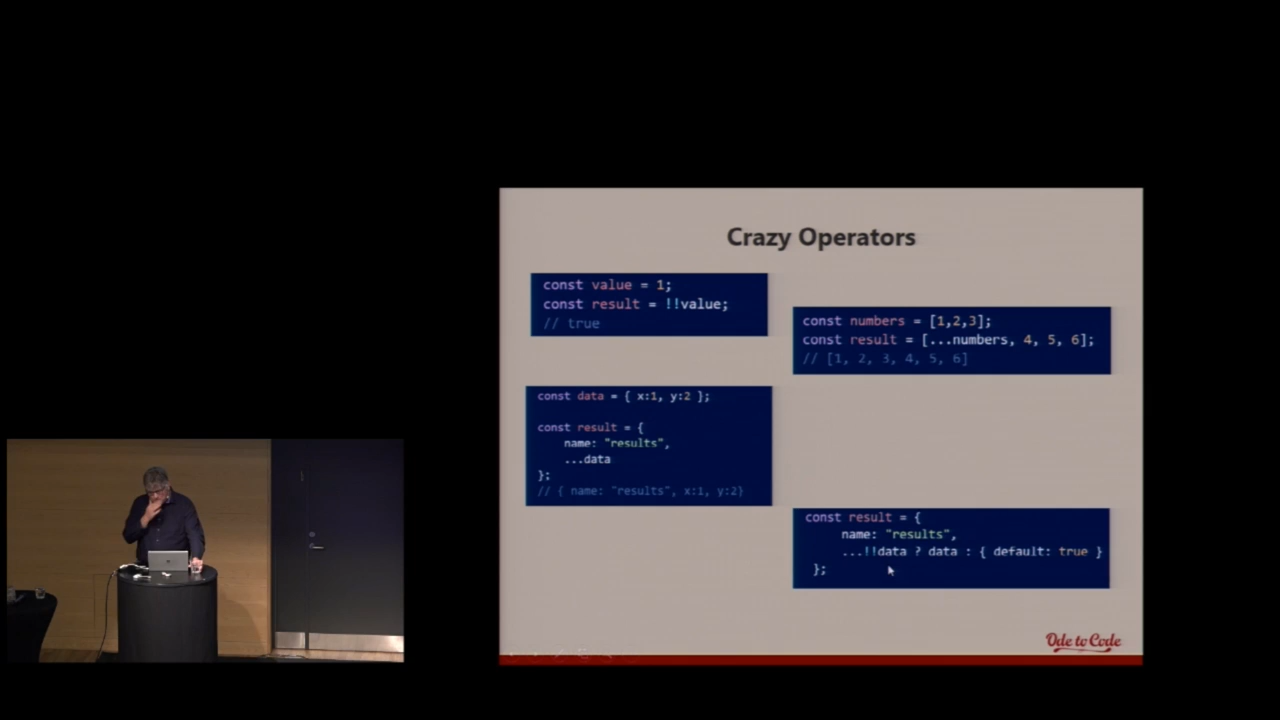 Crazy Operators
const value = 1;
const result = !!value;
// true
const numbers = [1,2,3];
const result = [...numbers, 4, 5, 6];
// [1, 2, 3, 4, 5, 6]
const data = { x:1, y:2 };
const result = {
name: "results",
...data
};
// { name: "results", x:1, y:2}
const result = {
name: "results",
...!!data ? data : { default: true }
};
Ode to Code